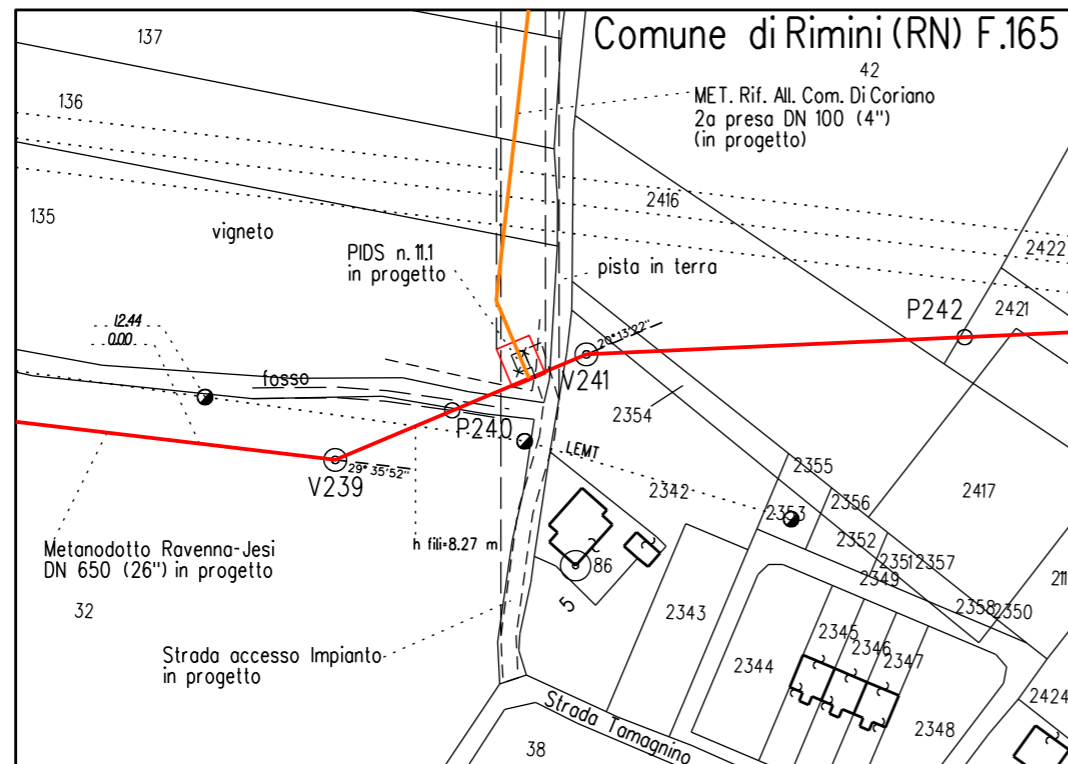 Comune di Rimini (RN) F.165
137
42
MET. Rif. All. Com. Di Coriano
2a presa DN 100 (4")
(in progetto)
136
2416
135
vigneto
2422
PIDS n. 11.1
in progetto
pista in terra
P242
2421
12.44
0.00
20°13'22"
V241
fosso
2354
P240
LEMT
V239
29°35'52"
2342
2355
2356
2417
2353
2352
2351
2357
2349
h fili=8.27 m
Metanodotto Ravenna-Jesi
DN 650 (26") in progetto
86
211
32
5
2343
2358
2350
2345
2346
2347
Strada accesso Impianto
in progetto
2344
2424
Strada Tamagnino
2348
38